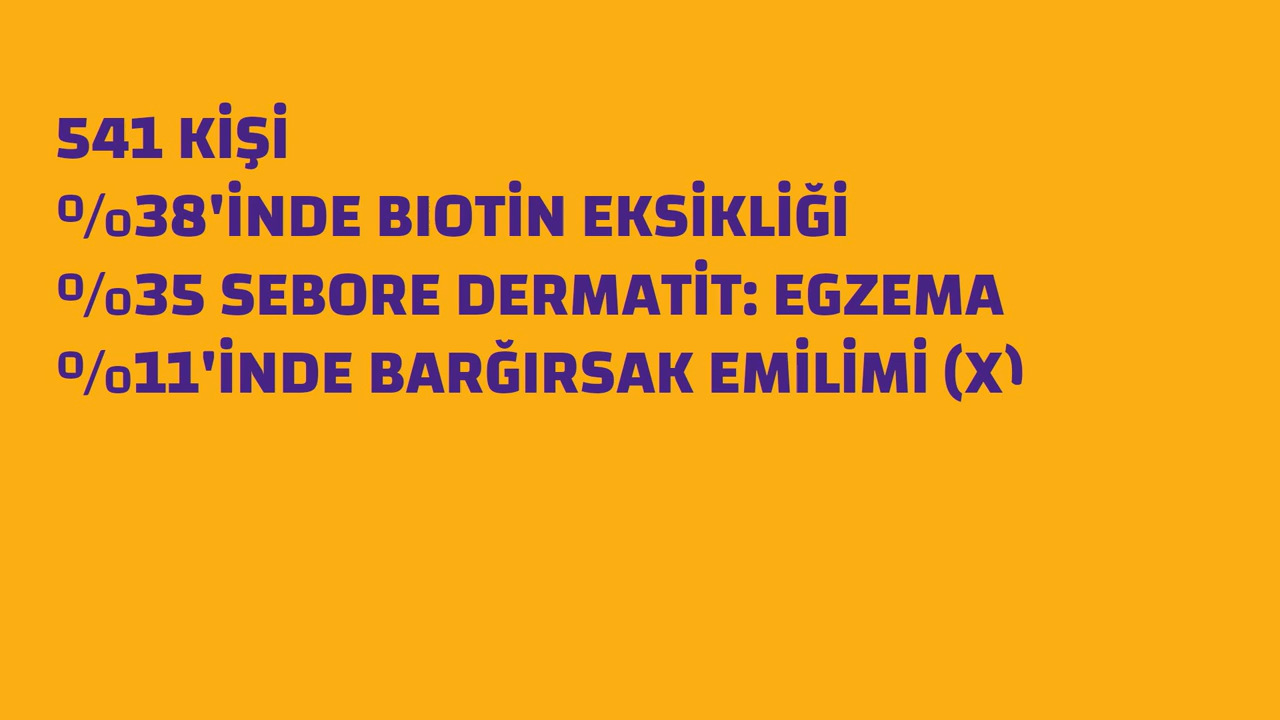 541 KİŞİ
%38'İNDE BIOTİN EKSİKLİĞİ
%35 SEBORE DERMATİT: EGZEMA
%11'İNDE BARĞIRSAK EMİLİMİ (X)